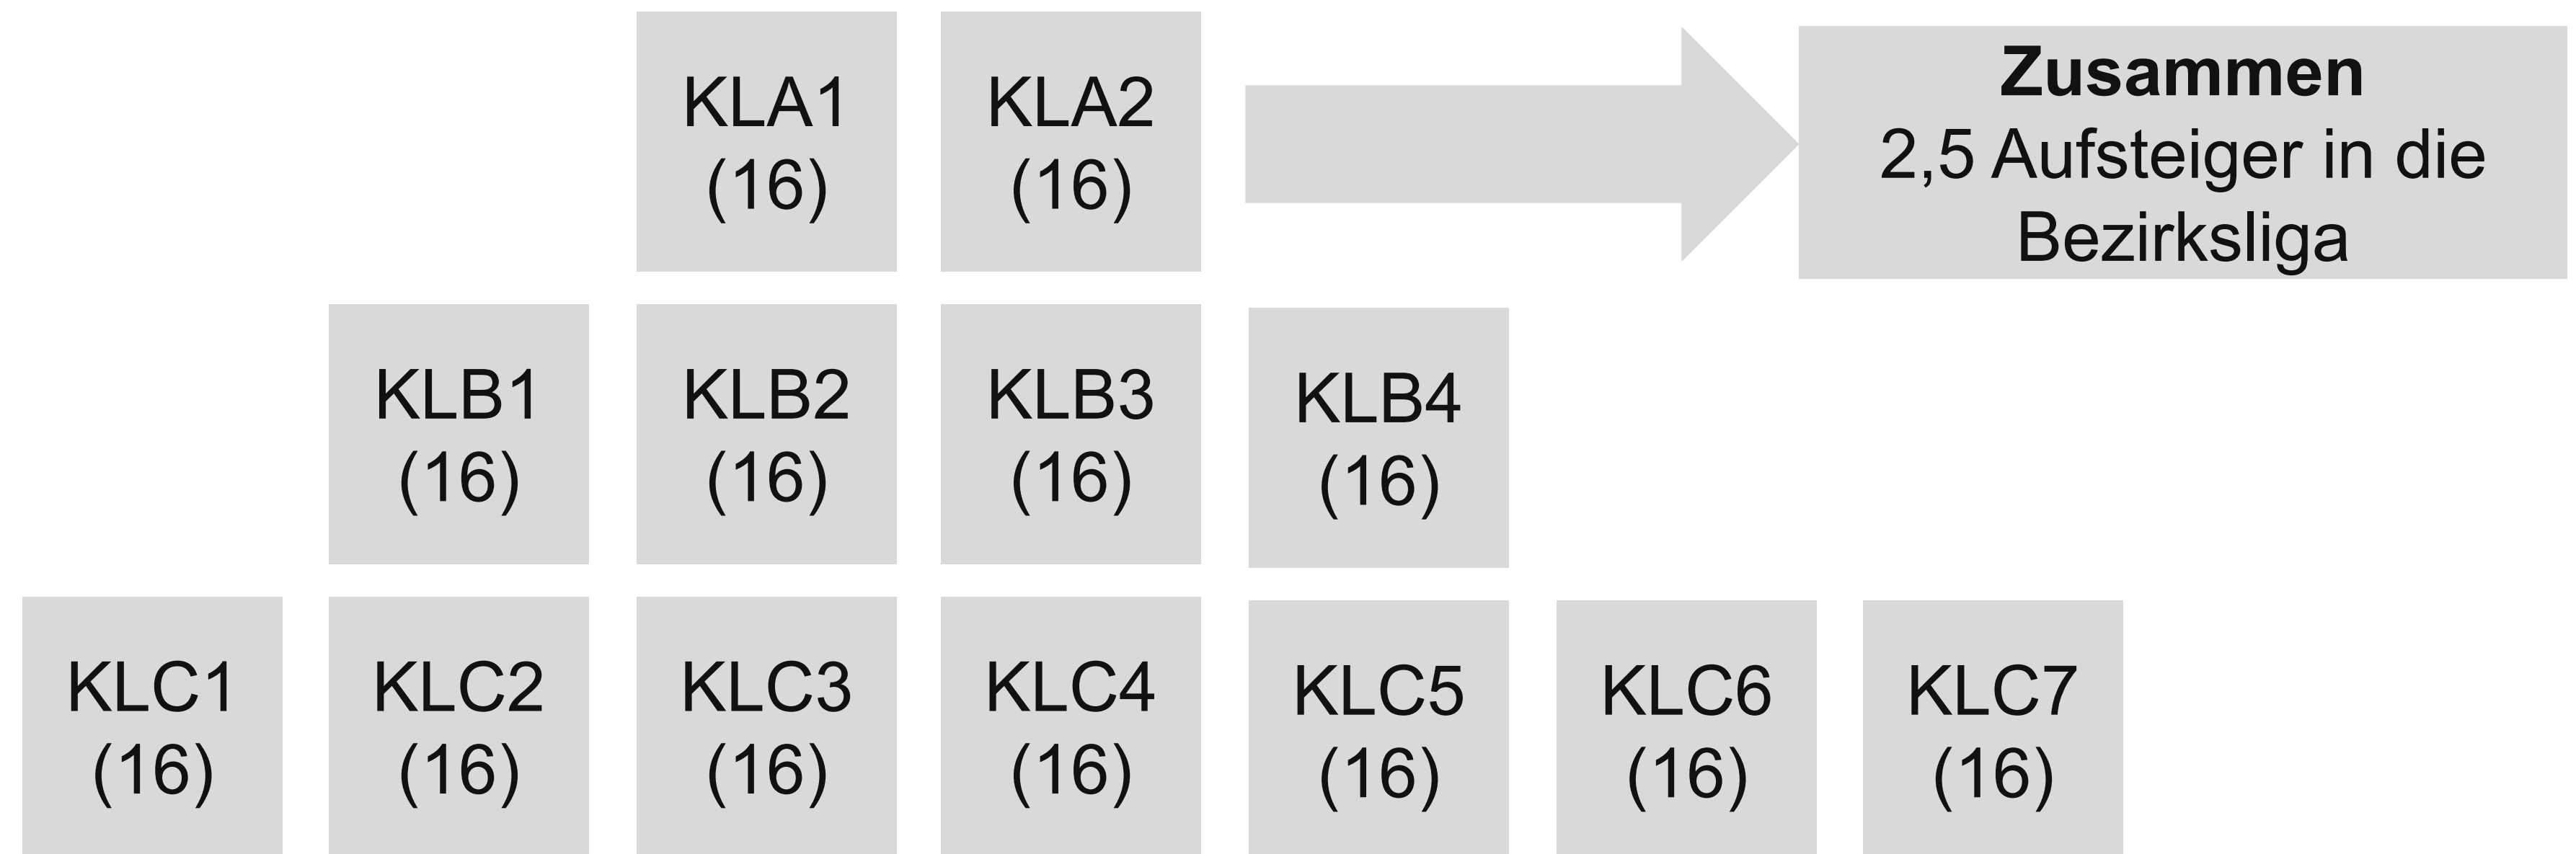 KLA1
(16)
KLA2
(16)
Zusammen
2,5 Aufsteiger in die
Bezirksliga
KLB1
(16)
KLB2
(16)
KLB3
(16)
KLB4
(16)
KLC1
(16)
KLC2
(16)
KLC3
(16)
KLC4
(16)
KLC5
(16)
KLC6
(16)
KLC7
(16)